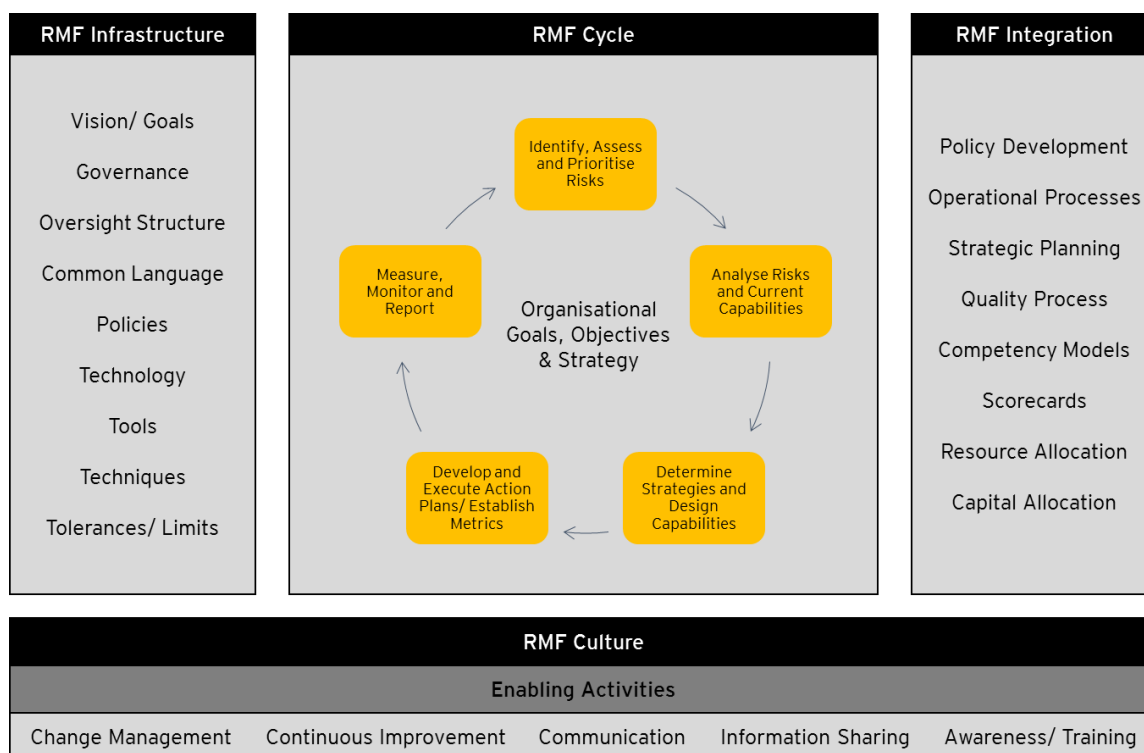 RMF Infrastructure
Vision/ Goals
Governance
Oversight Structure
Common Language
Policies
Technology
Tools
Techniques
Tolerances/ Limits
RMF Cycle
Identify, Assess
and Prioritise
Risks
Analyse Risks
and Current
Capabilities
Determine
Strategies and
Design
Capabilities
Develop and
Execute Action
Plans/ Establish
Metrics
Measure,
Monitor and
Report
Organisational
Goals, Objectives
& Strategy
RMF Integration
Policy Development
Operational Processes
Strategic Planning
Quality Process
Competency Models
Scorecards
Resource Allocation
Capital Allocation
RMF Culture
Enabling Activities
Change Management
Continuous Improvement
Communication
Information Sharing
Awareness/ Training